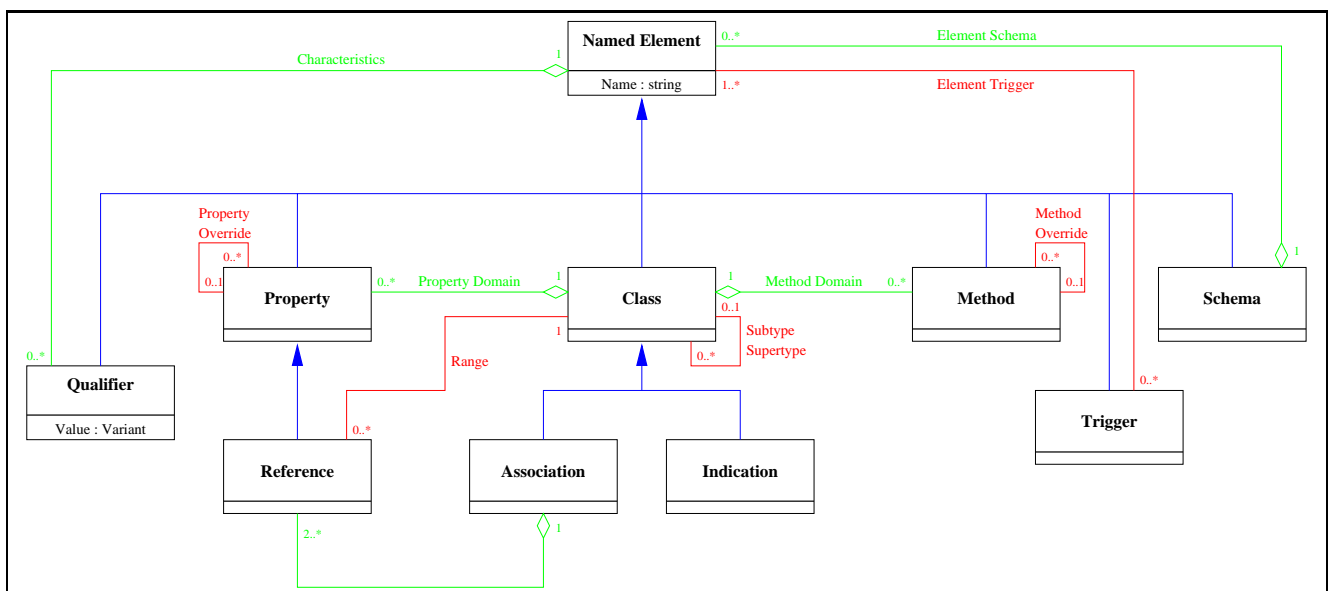 Named Element
Name : string
0..*
Element Schema
1
Characteristics
1..*
Element Trigger
Property
Override
0..*
0..1
Method
Override
0..*
0..1
1
Property
0..*
Property Domain
1
Class
1
Method Domain
0..*
Method
Schema
0..1
1
Subtype
Supertype
0..*
Range
0..*
Qualifier
Value : Variant
0..*
Trigger
0..*
Reference
Association
Indication
2..*
1